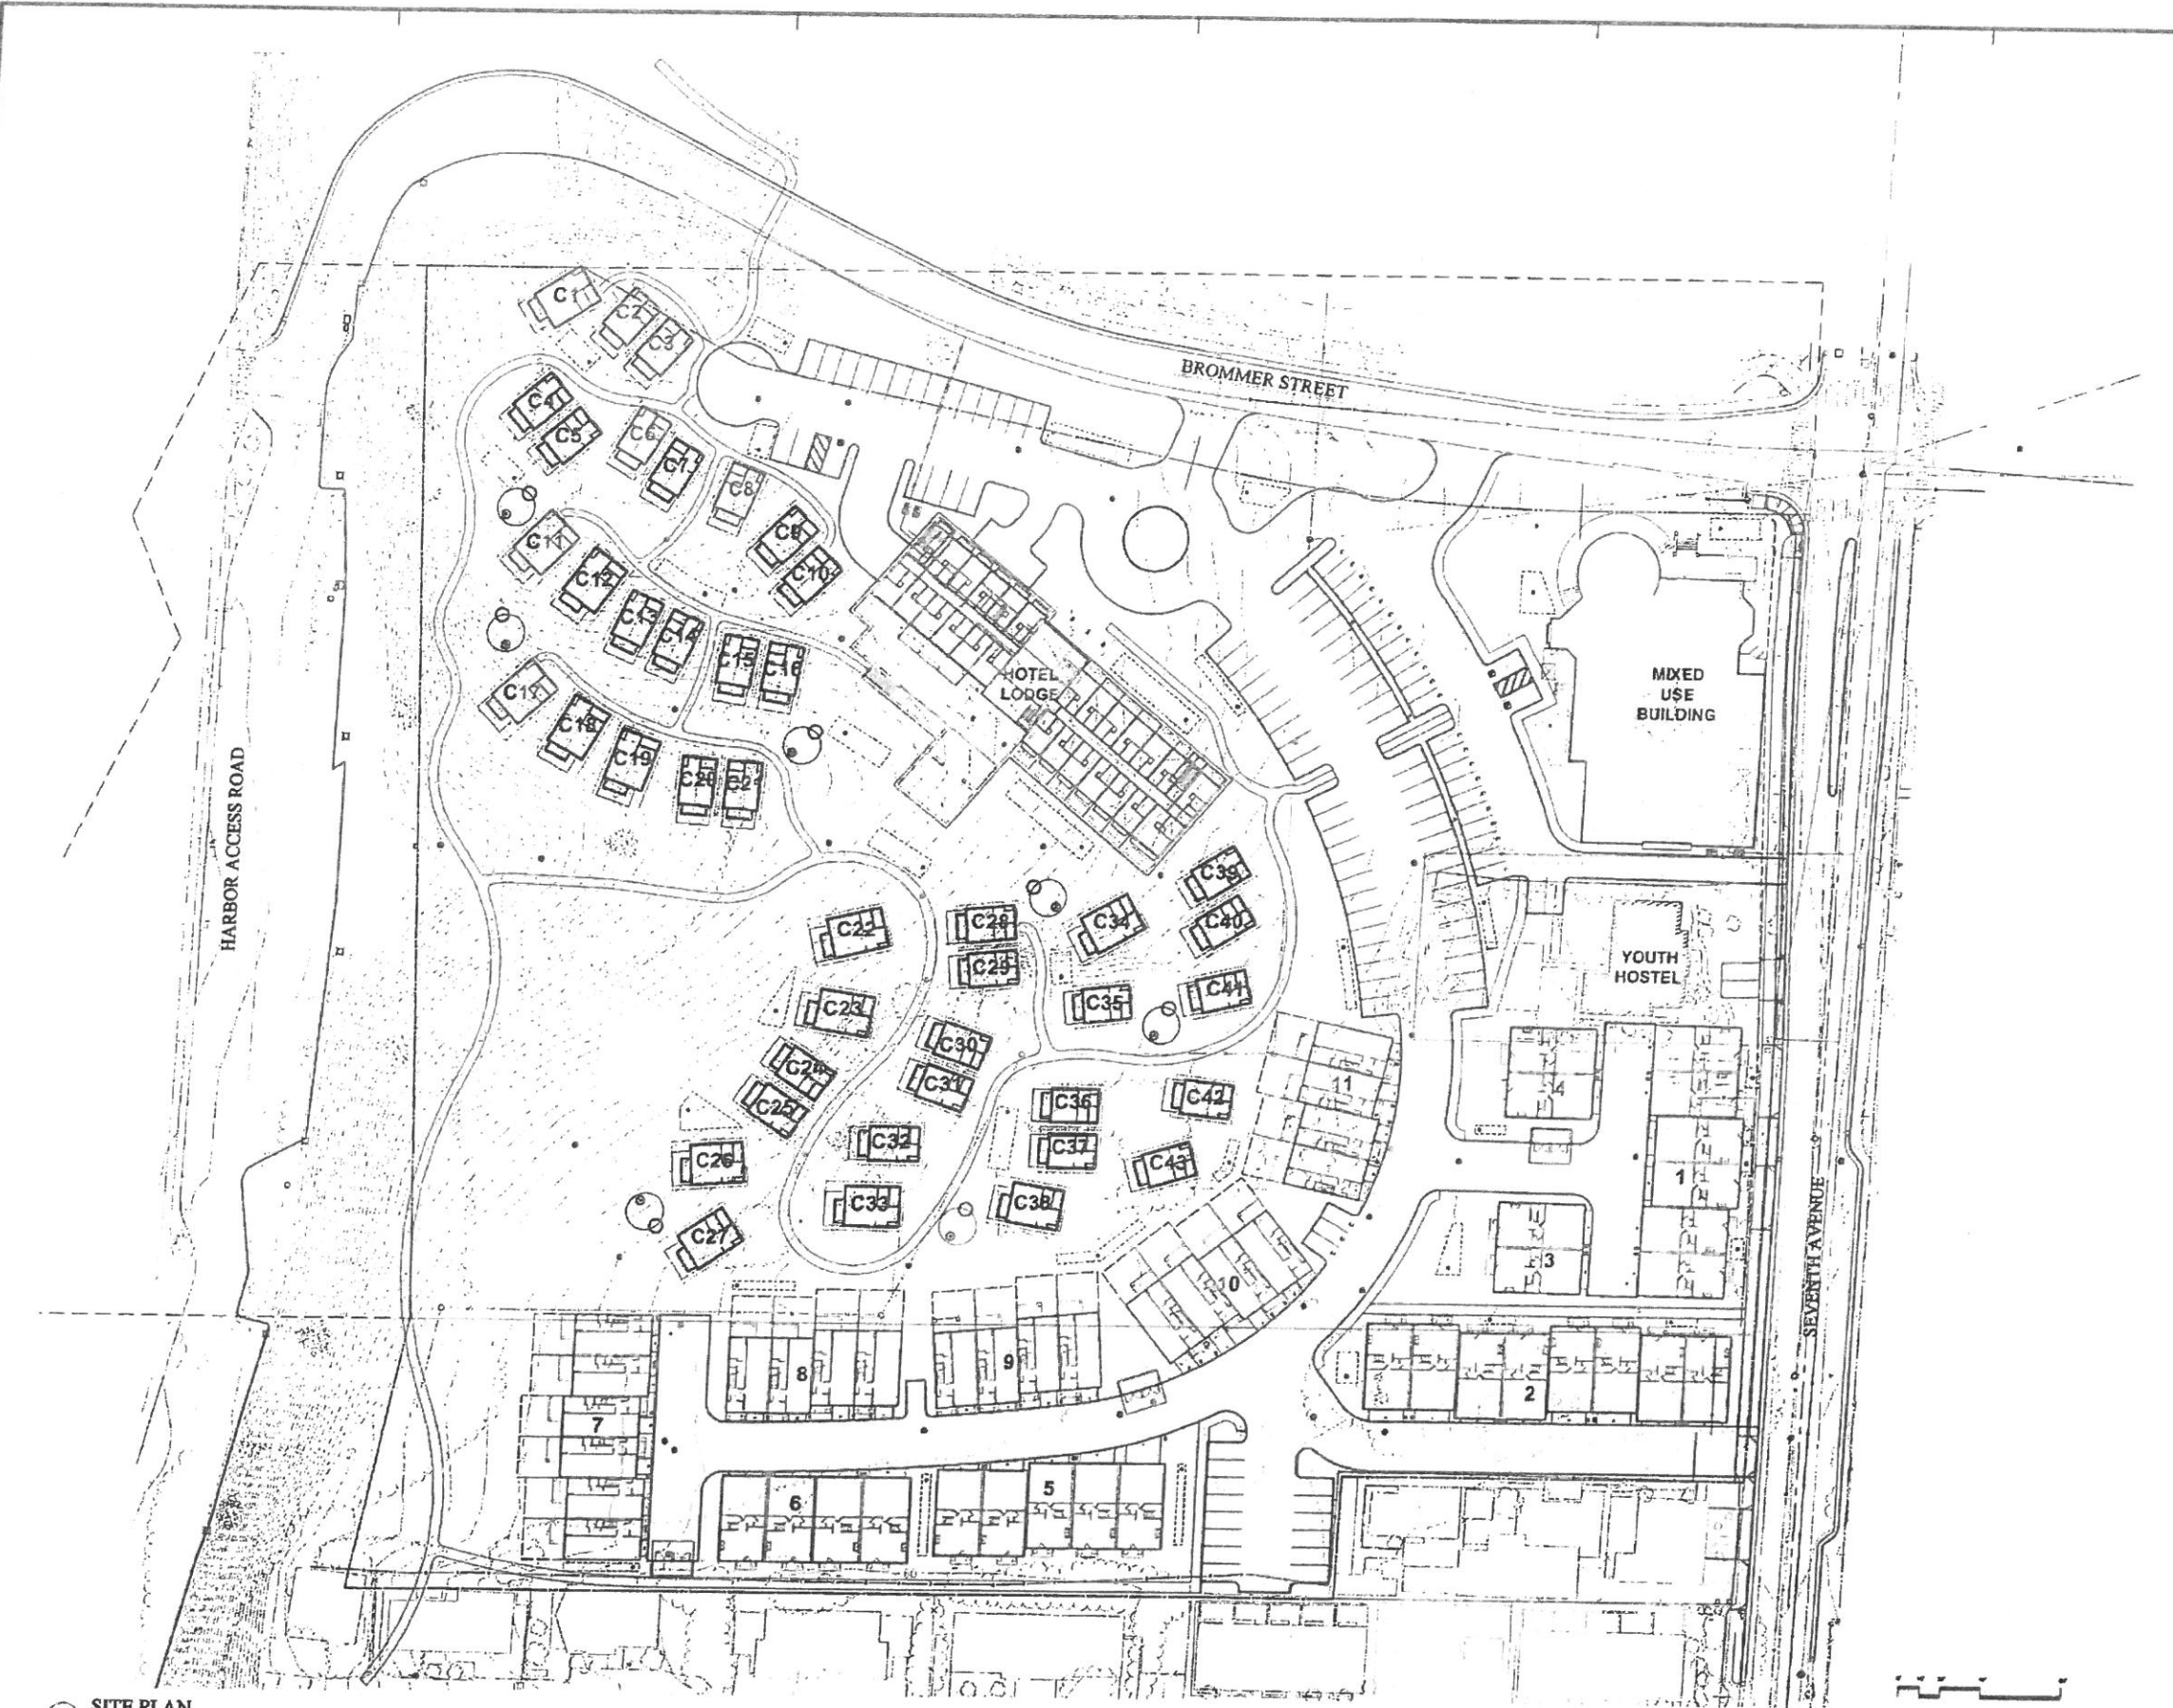 C1
C2
C3
BROMMER STREET
C4
C5
C6
C7
C8
C9
C10
C11
C12
C13
C14
C15
C16
HOTEL
LODGE
MIXED
USE
BUILDING
C17
C18
C19
C20
C21
HARBOR ACCESS ROAD
C22
C23
C24
C25
C26
C27
C28
C29
C30
C31
C32
C33
C34
C35
C36
C37
C38
C39
C40
C41
C42
C43
YOUTH
HOSTEL
11
4
1
3
10
SEVENTH AVENUE
8
9
2
7
6
5
SITE PLAN